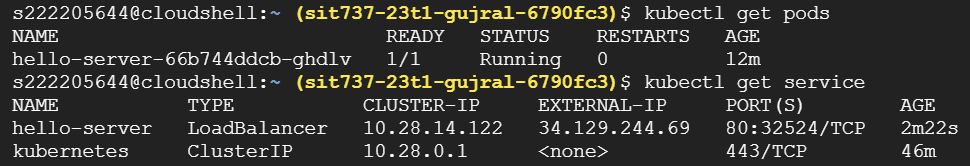 s222205644@cloudshell:~ (sit737-23t1-gujral-6790fc3)$ kubectl get pods
NAME READY STATUS RESTARTS AGE
hello-server-66b744ddcb-ghdlv 1/1 Running 0 12m
s222205644@cloudshell:~ (sit737-23t1-gujral-6790fc3)$ kubectl get service
NAME TYPE CLUSTER-IP EXTERNAL-IP PORT(S) AGE
hello-server LoadBalancer 10.28.14.122 34.129.244.69 80:32524/TCP 2m22s
kubernetes ClusterIP 10.28.0.1 <none> 443/TCP 46m